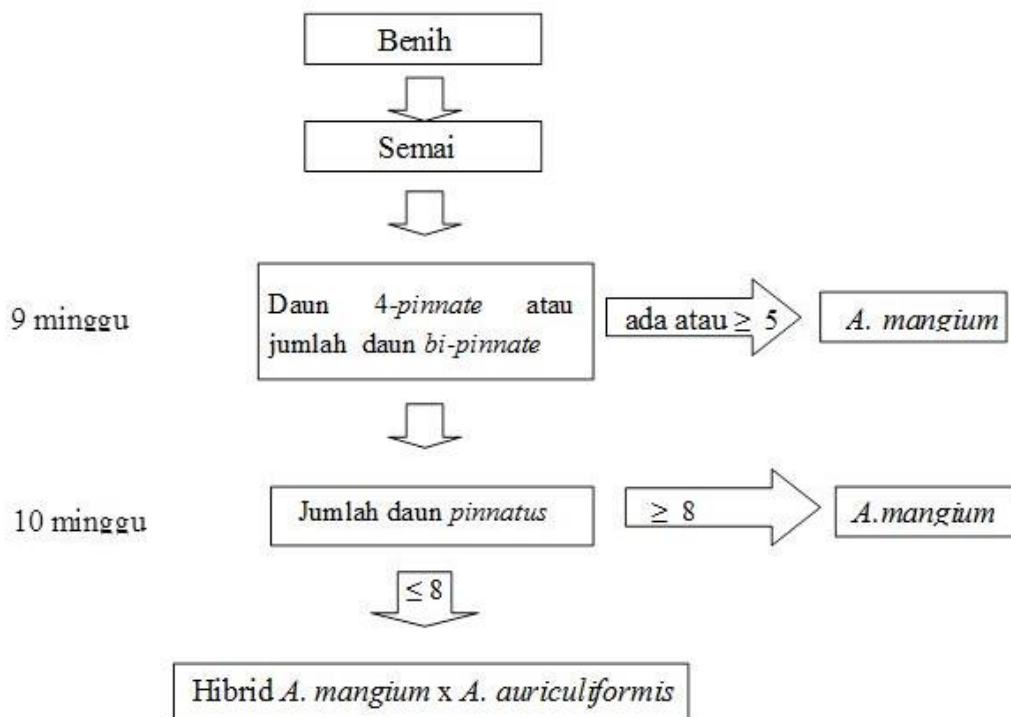 Benih
Semai
9 minggu
Daun 4-pinnate atau
jumlah daun bi-pinnate
ada atau ≥ 5
A. mangium
10 minggu
Jumlah daun pinnatus
≥ 8
A.mangium
≤ 8
Hibrid A. mangium x A. auriculiformis